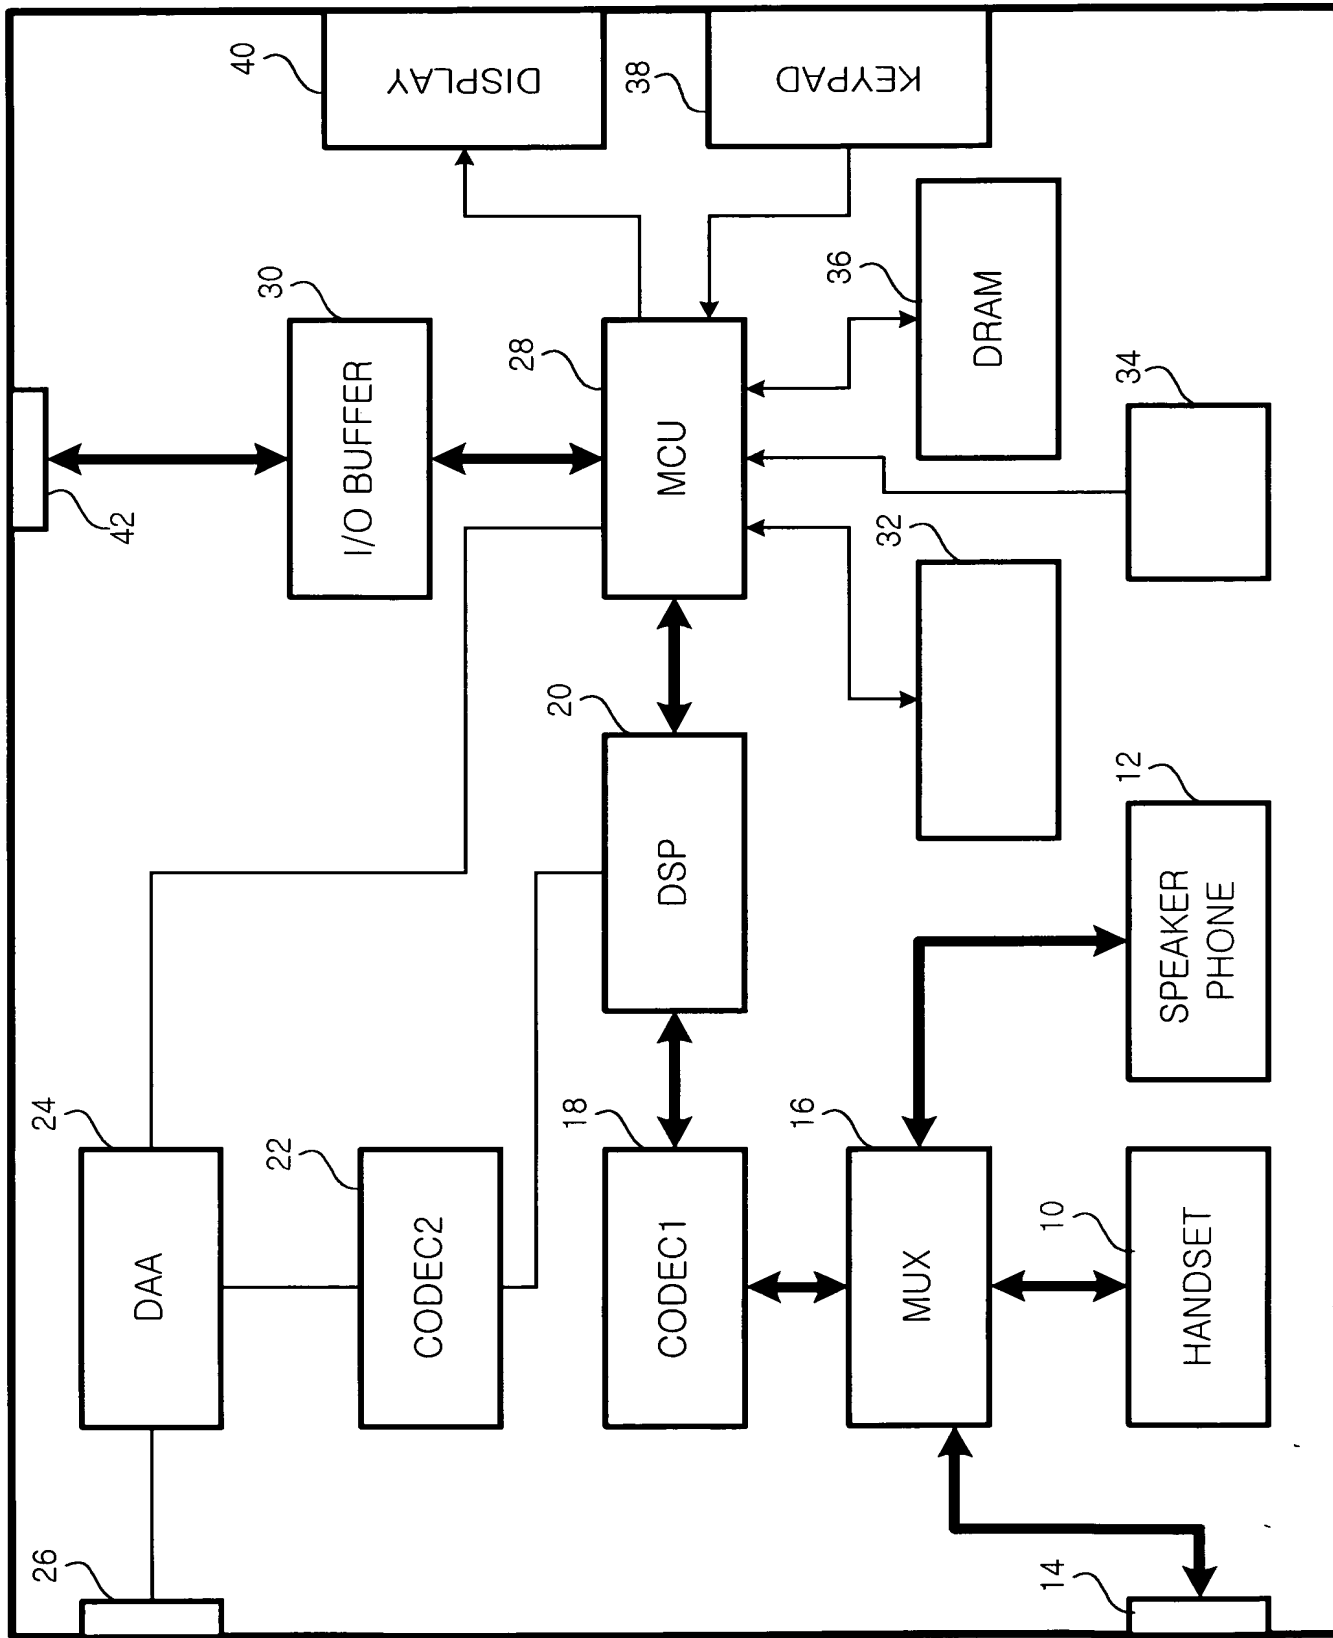 26
24
42
DAA
22
30
40
I/O BUFFER
CODEC2
DISPLAY
18
20
28
38
CODEC1
DSP
MCU
KEYPAD
16
32
36
MUX
DRAM
14
10
12
34
HANDSET
SPEAKER
PHONE